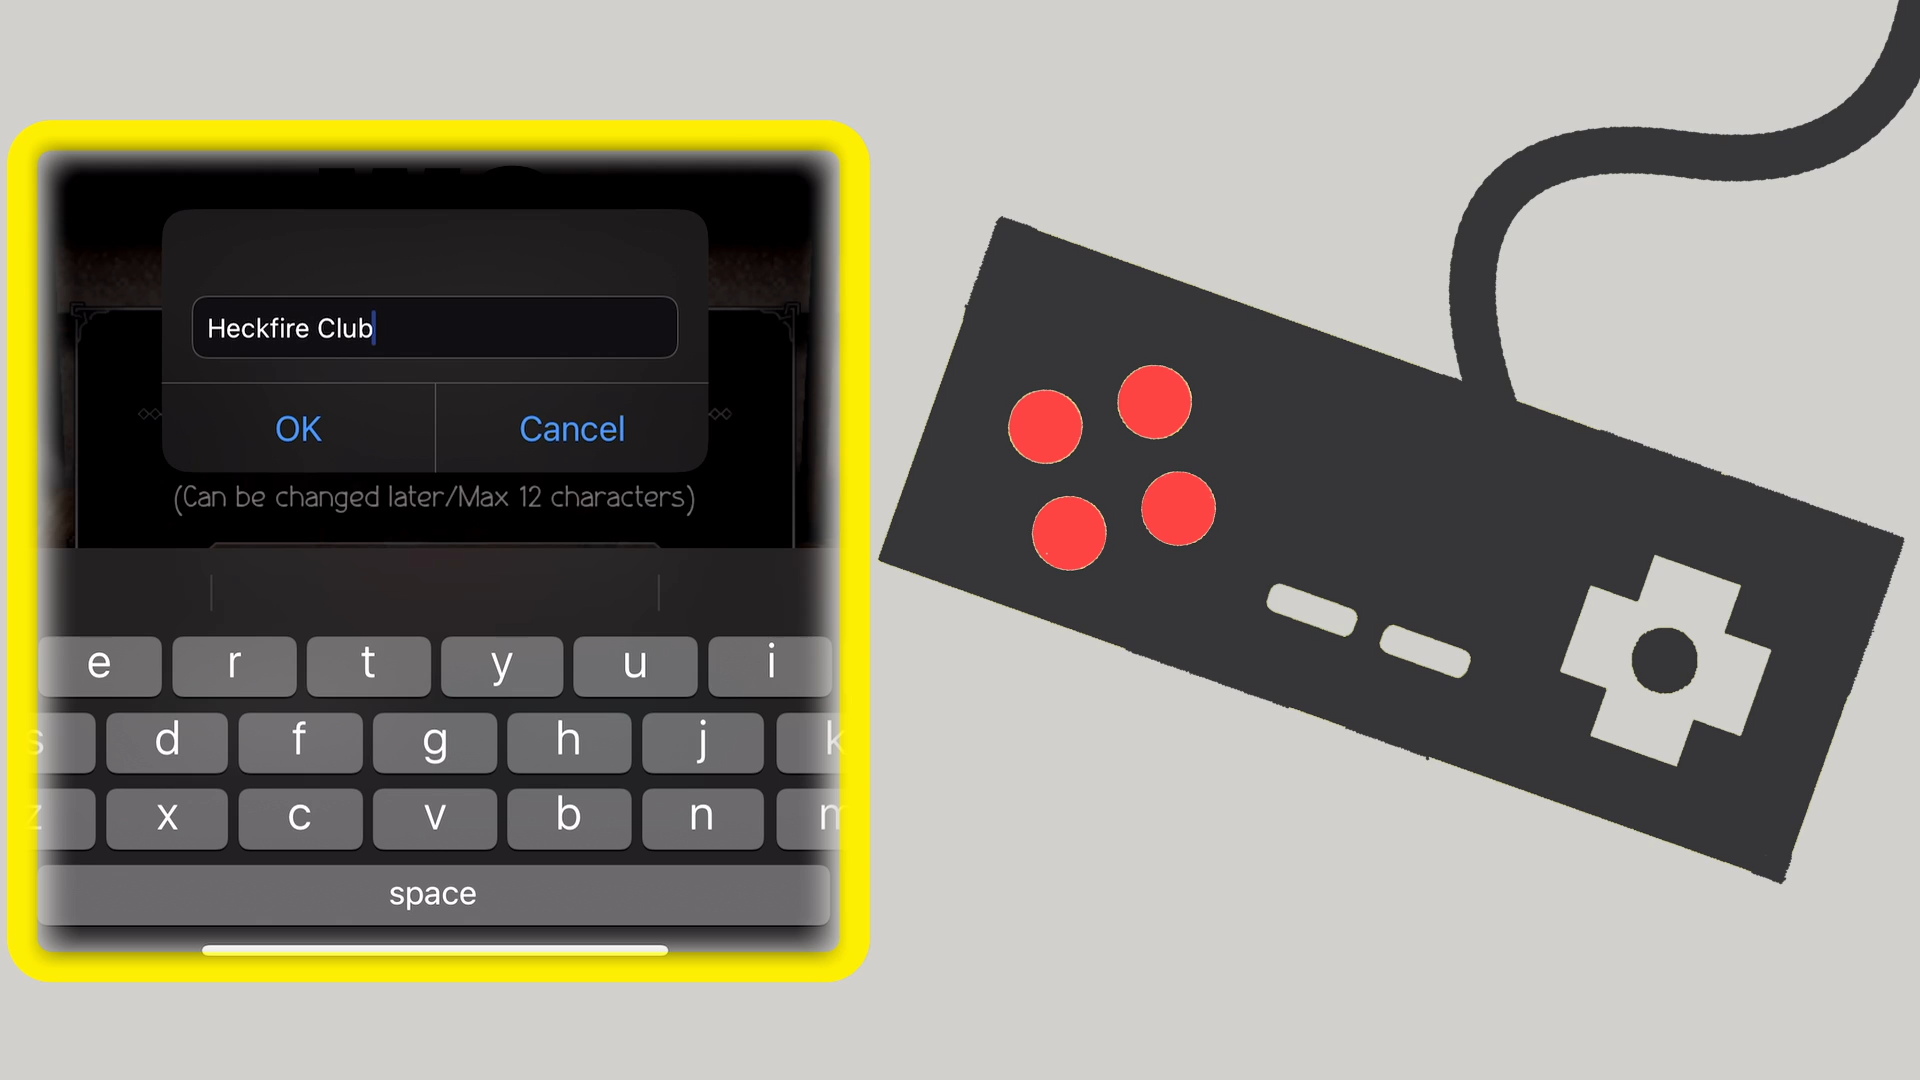 Heckfire Club
OK Cancel
(Can be changed later/Max 12 characters)
e r t y u i
s d f g h j k
z x c v b n m
space